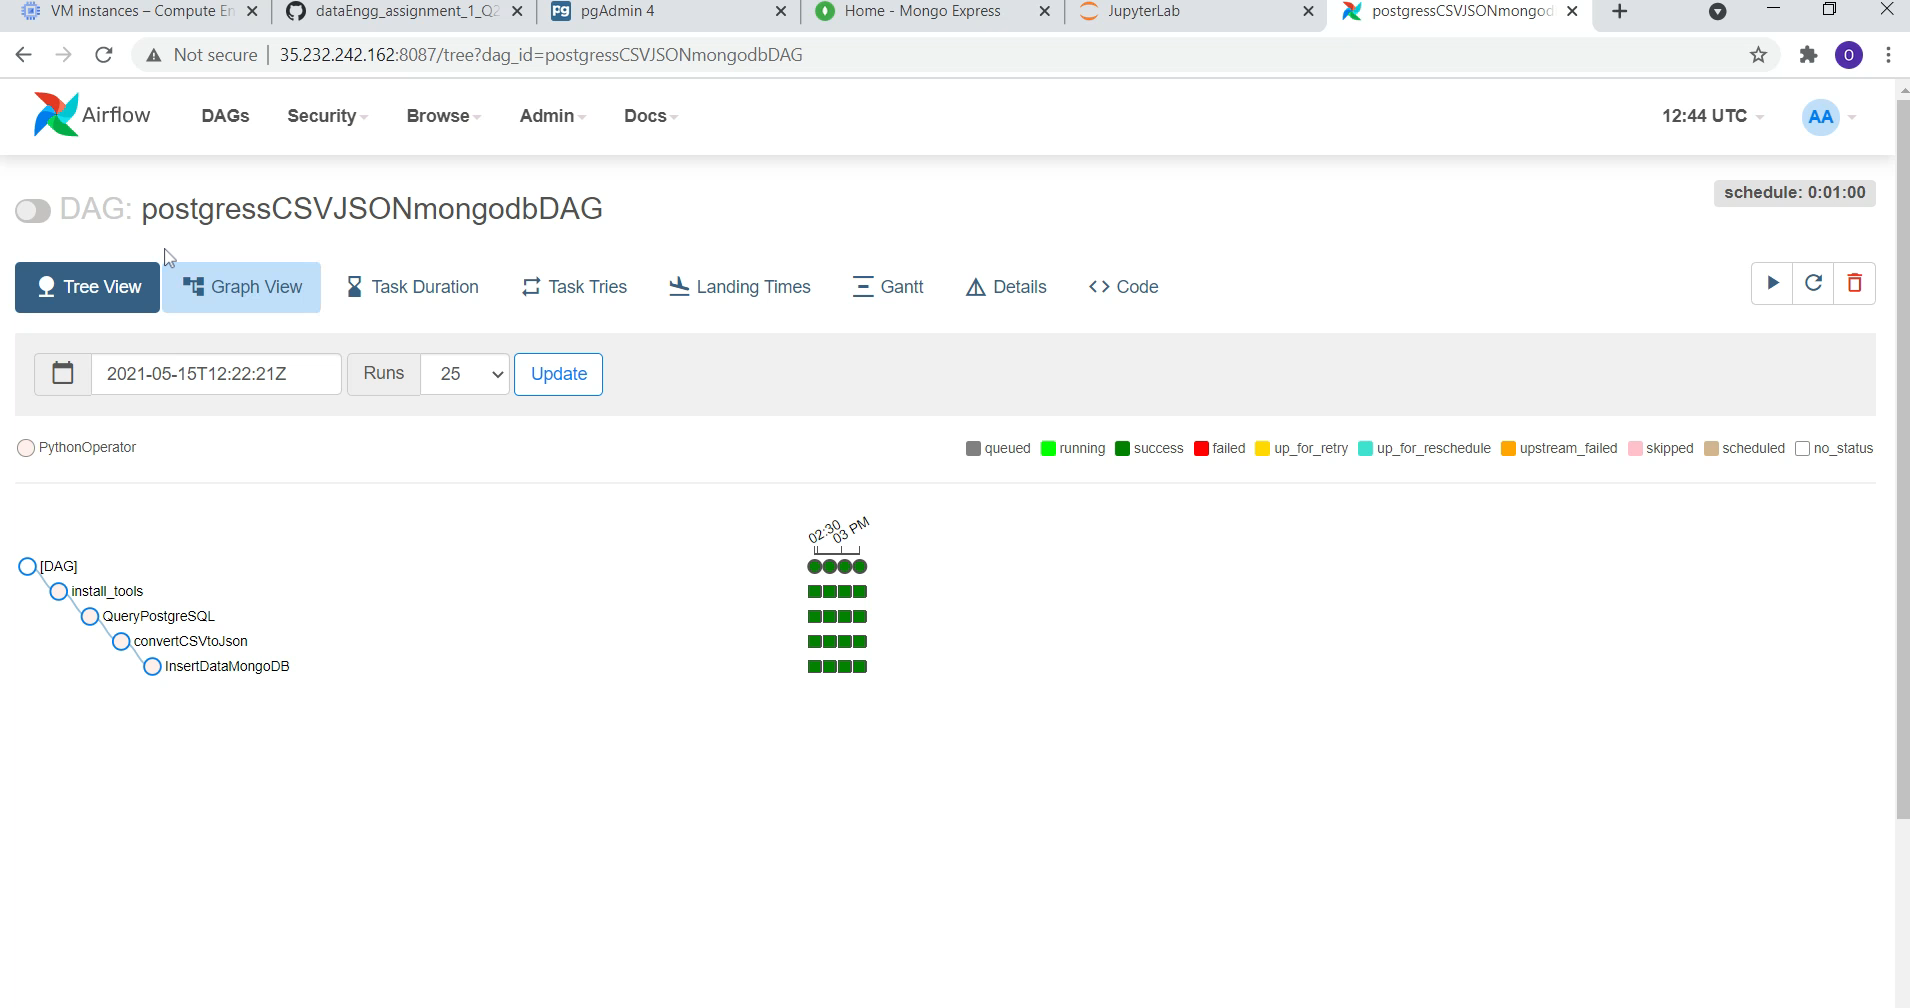 VM instances – Compute En
dataEngg_assignment_1_Q2
pgAdmin 4
Home - Mongo Express
JupyterLab
postgressCSVJSONmongod
Not secure
35.232.242.162:8087/tree?dag_id=postgressCSVJSONmongodbDAG
O
Airflow
DAGs
Security
Browse
Admin
Docs
12:44 UTC
AA
DAG: postgressCSVJSONmongodbDAG
schedule: 0:01:00
Tree View
Graph View
Task Duration
Task Tries
Landing Times
Gantt
Details
<> Code
2021-05-15T12:22:21Z
Runs
25
Update
PythonOperator
queued
running
success
failed
up_for_retry
up_for_reschedule
upstream_failed
skipped
scheduled
no_status
02:30
03 PM
[DAG]
install_tools
QueryPostgreSQL
convertCSVtoJson
InsertDataMongoDB